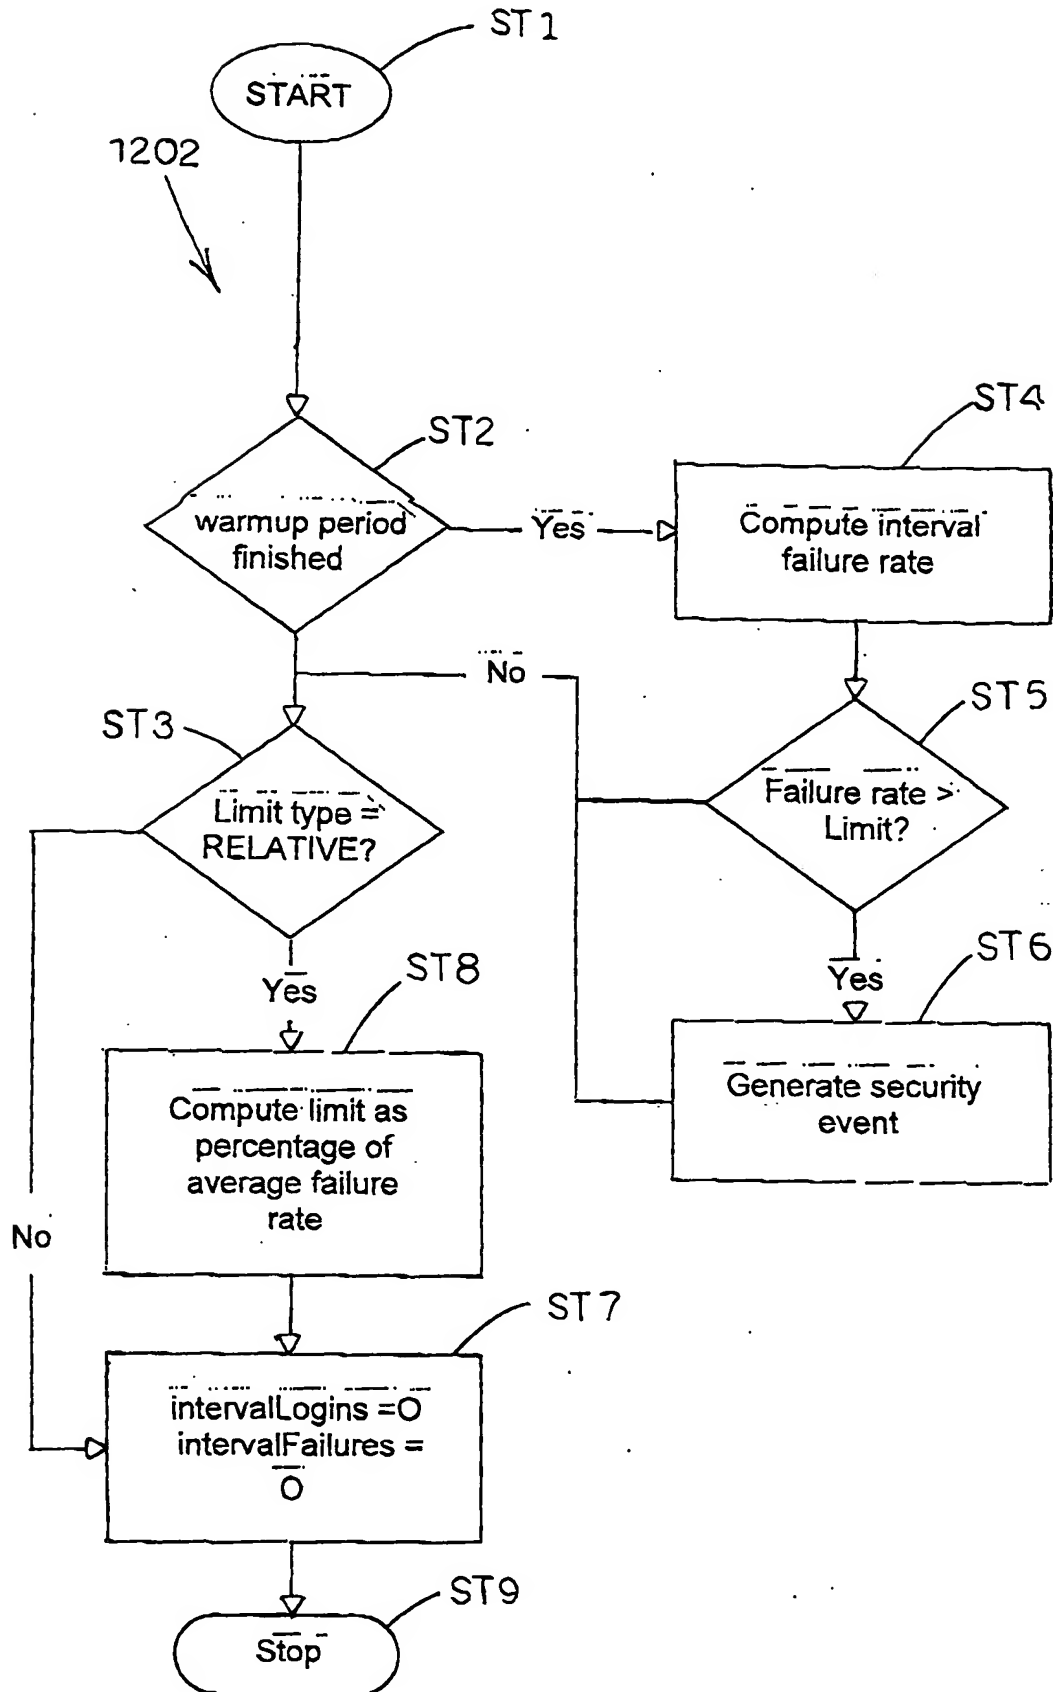 ST1
START
1202
ST2
warmup period
finished
Yes
ST4
Compute interval
failure rate
No
ST3
Limit type =
RELATIVE?
ST5
Failure rate >
Limit?
Yes
ST8
Yes
ST6
Generate security
event
Compute limit as
percentage of
average failure
rate
No
ST7
intervalLogins =0
intervalFailures =
0
ST9
Stop